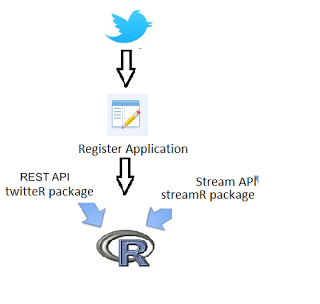 Register Application
REST API
twitteR package
Stream API
streamR package
R